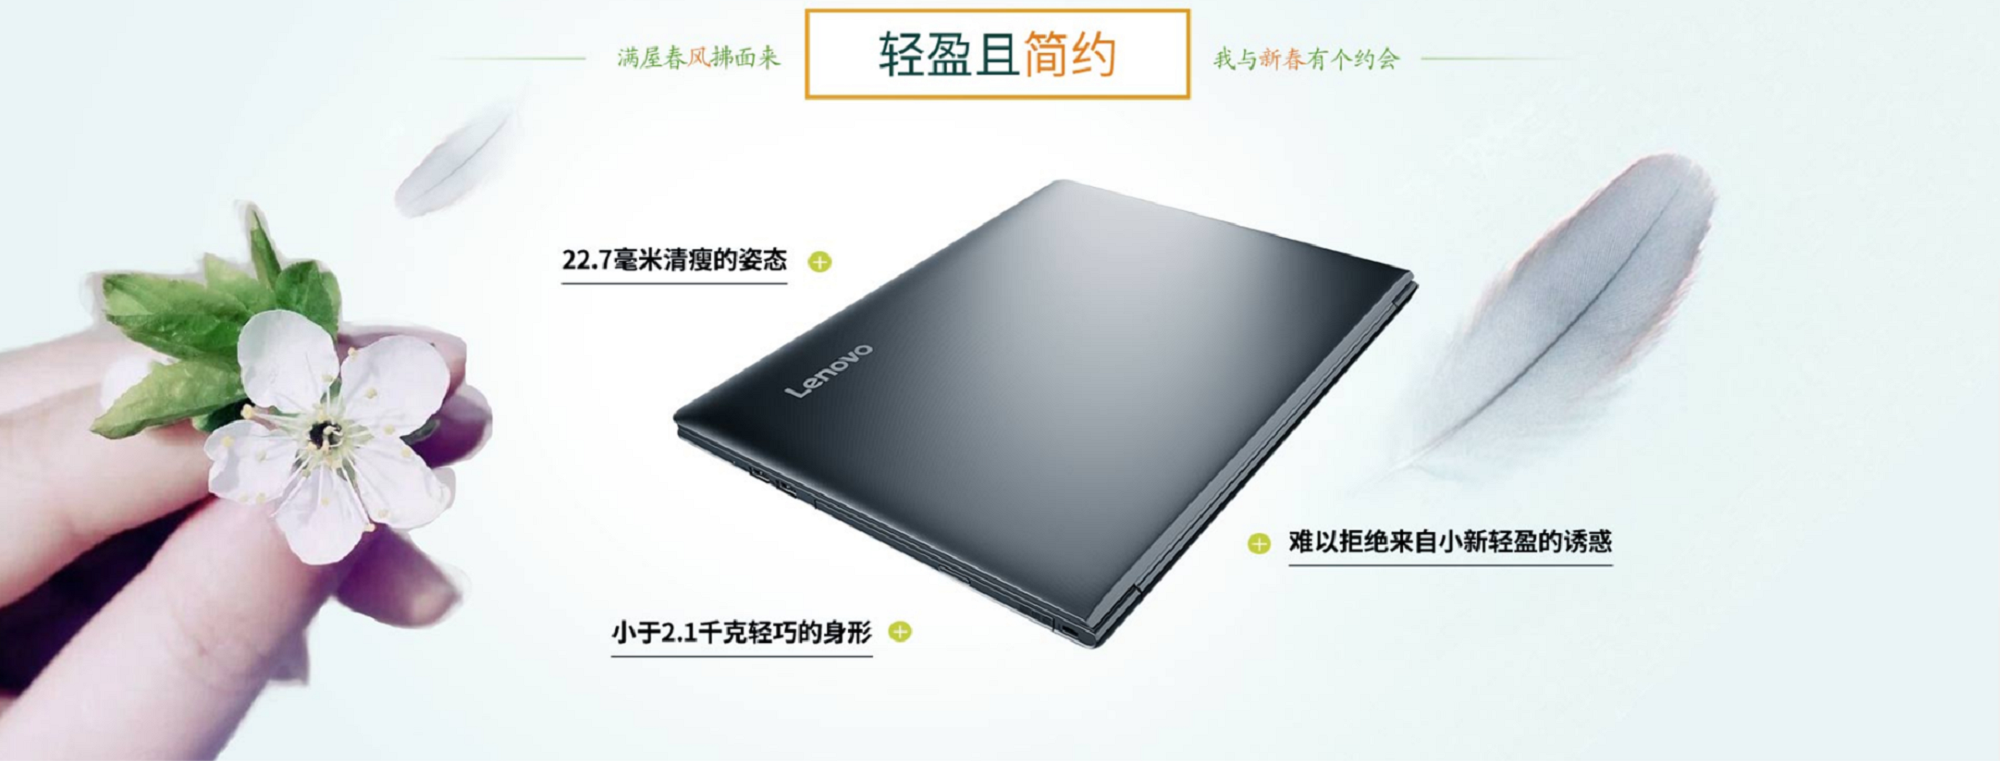 满屋春风拂面来
轻盈且简约
我与新春有个约会
22.7毫米清瘦的姿态
Lenovo
难以拒绝来自小新轻盈的诱惑
小于2.1千克轻巧的身形